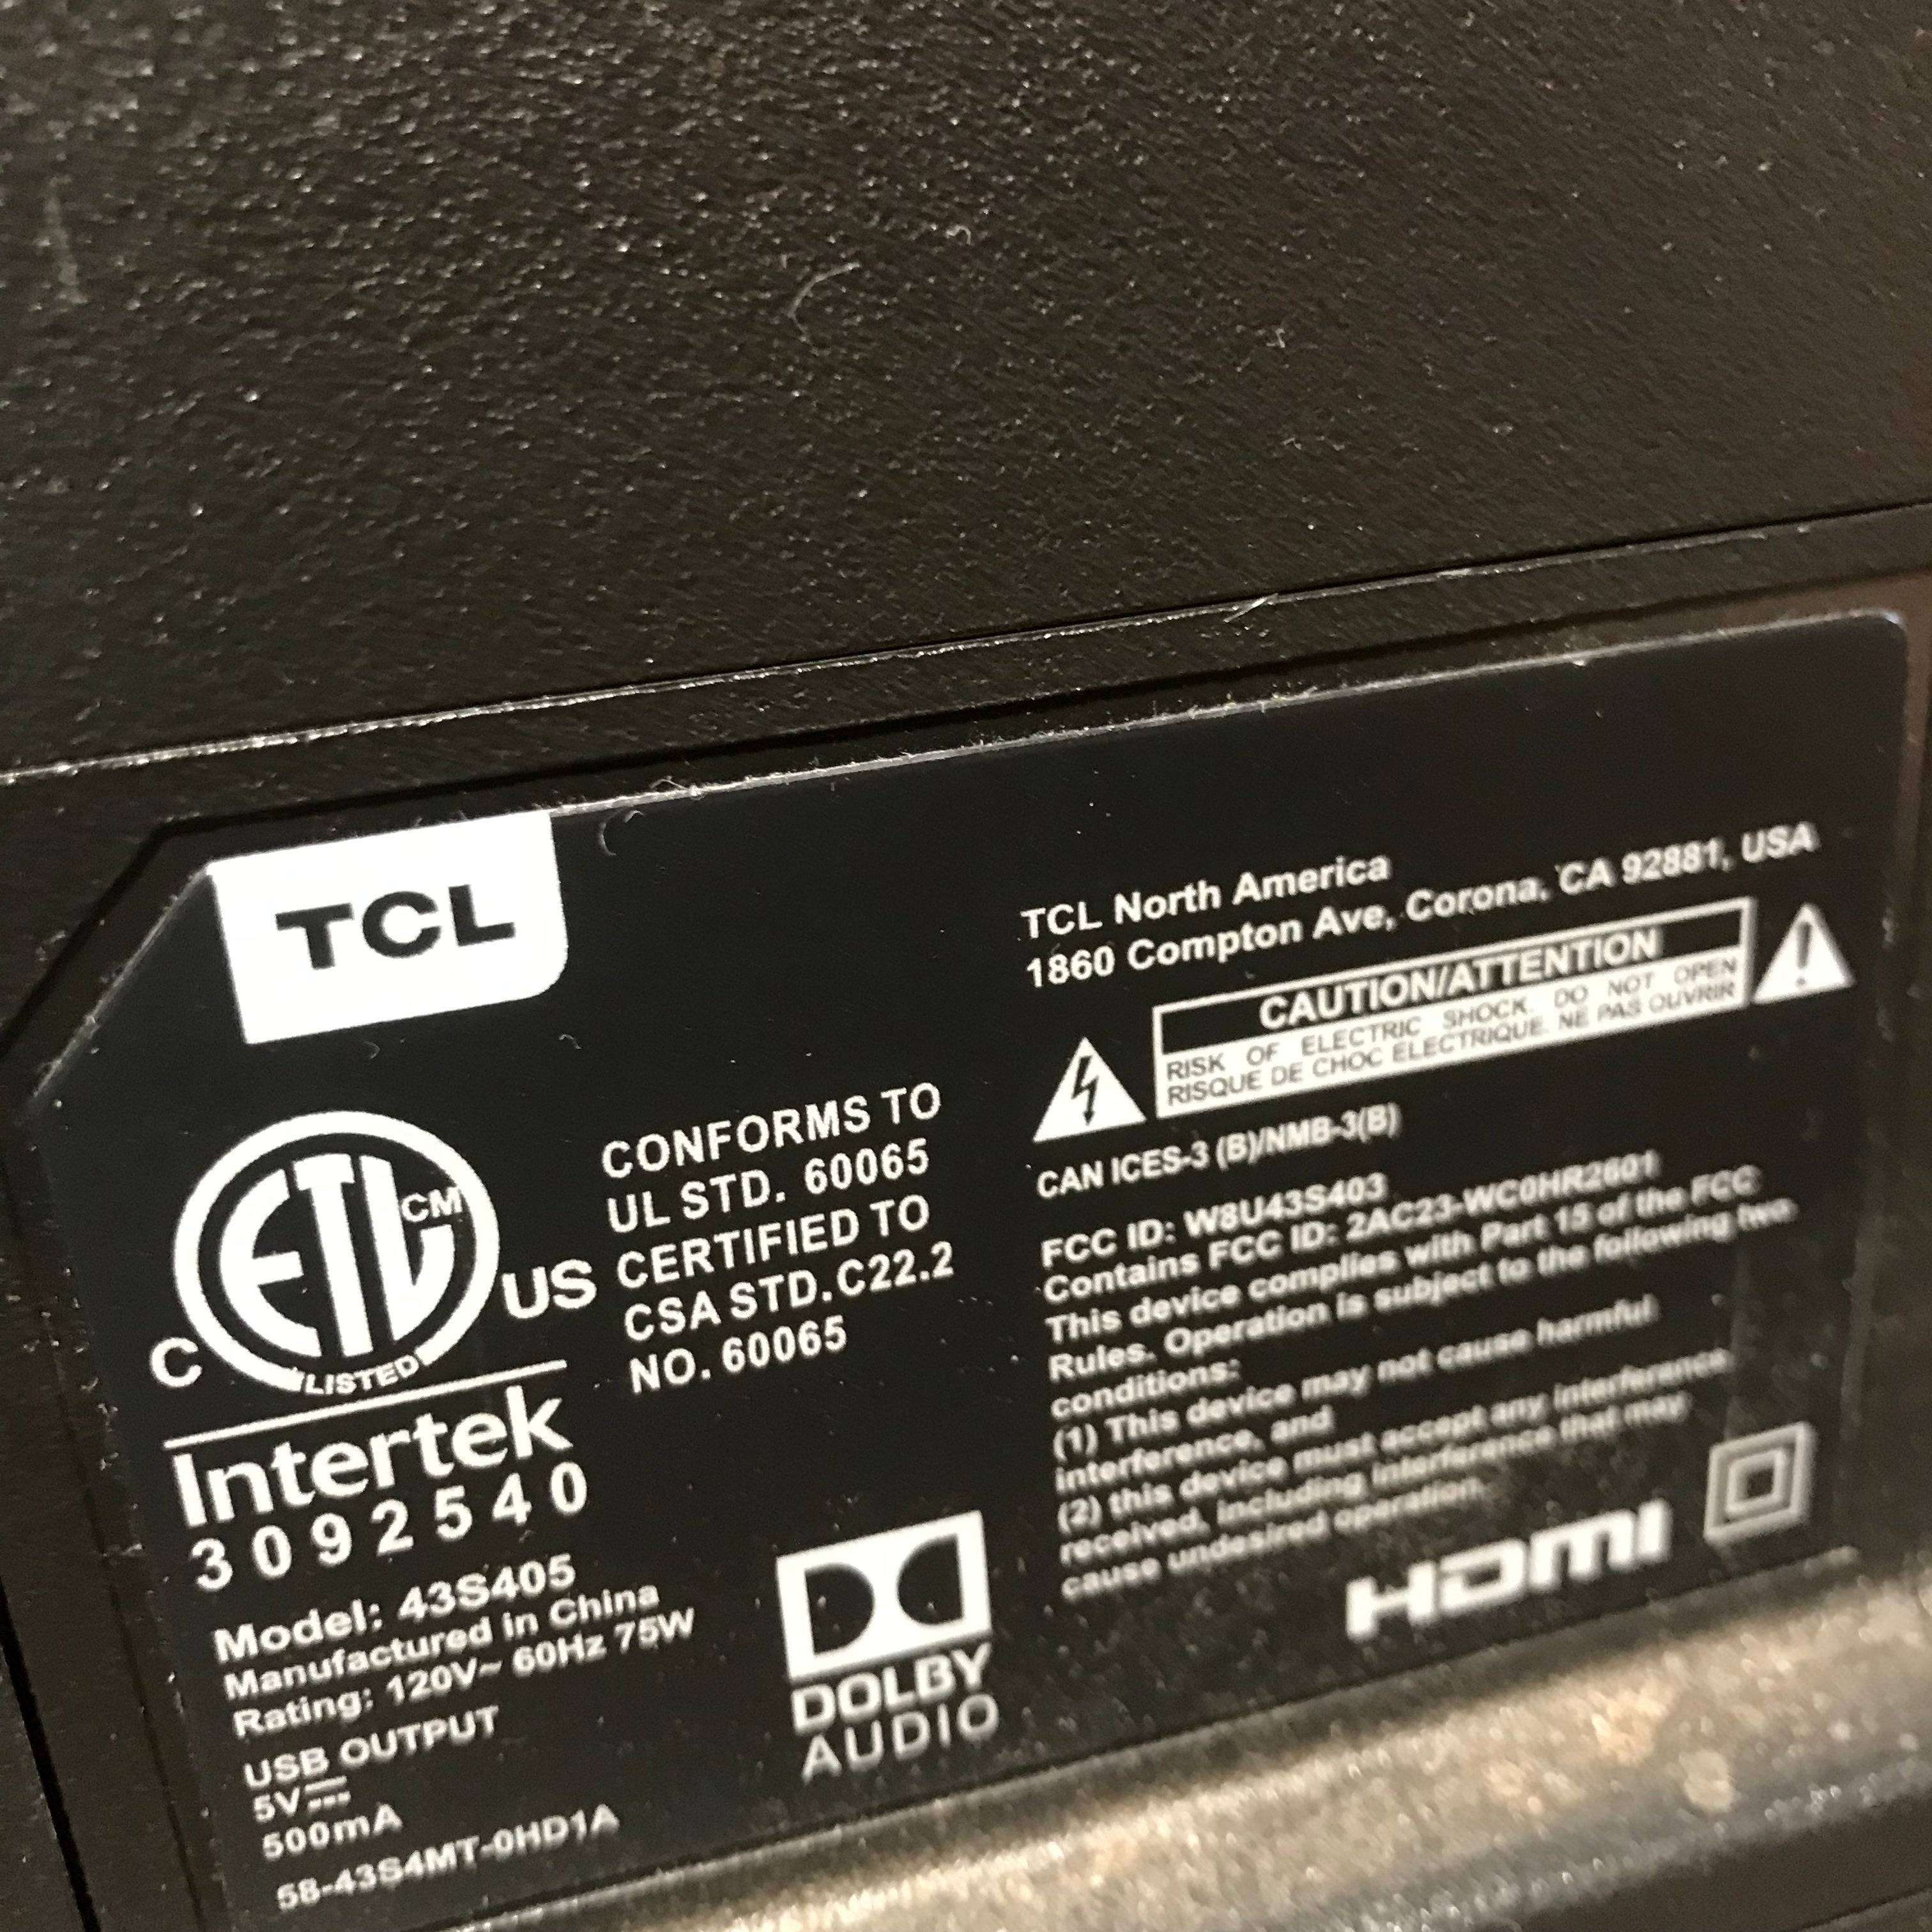 TCL
TCL North America
1860 Compton Ave, Corona, CA 92881, USA
CAUTION/ATTENTION
RISK OF ELECTRIC SHOCK. DO NOT OPEN
RISQUE DE CHOC ELECTRIQUE. NE PAS OUVRIR
CAN ICES-3 (B)/NMB-3(B)
FCC ID: W8U43S403
Contains FCC ID: 2AC23-WC0HR2601
This device complies with Part 15 of the FCC
Rules. Operation is subject to the following two
conditions:
(1) This device may not cause harmful
interference, and
(2) this device must accept any interference
received, including interference that may
cause undesired operation.
HDMI
ETL CM
C US
LISTED
Intertek
3092540
CONFORMS TO
UL STD. 60065
CERTIFIED TO
CSA STD.C22.2
NO. 60065
Model: 43S405
Manufactured in China
Rating: 120V~ 60Hz 75W
USB OUTPUT
5V⎓
500mA
58-43S4MT-0HD1A
DOLBY
AUDIO